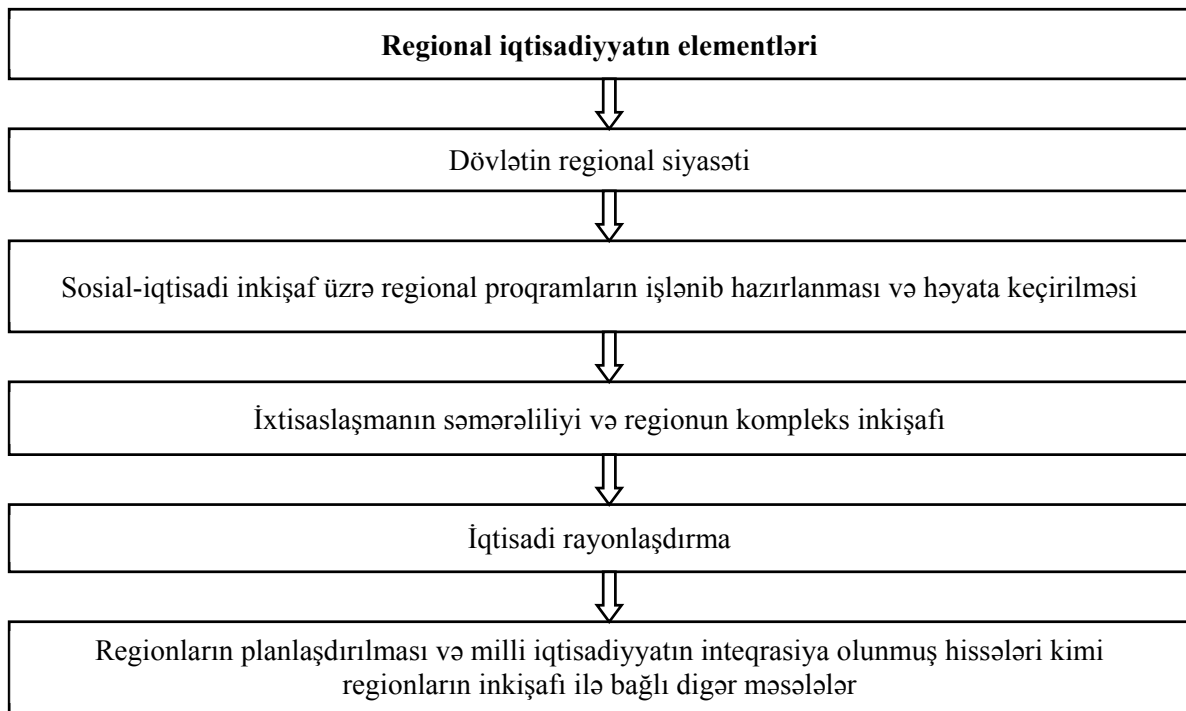 Regional iqtisadiyyatın elementləri
Dövlətin regional siyasəti
Sosial-iqtisadi inkişaf üzrə regional proqramların işlənib hazırlanması və həyata keçirilməsi
İxtisaslaşmanın səmərəliliyi və regionun kompleks inkişafı
İqtisadi rayonlaşdırma
Regionların planlaşdırılması və milli iqtisadiyyatın inteqrasiya olunmuş hissələri kimi
regionların inkişafı ilə bağlı digər məsələlər